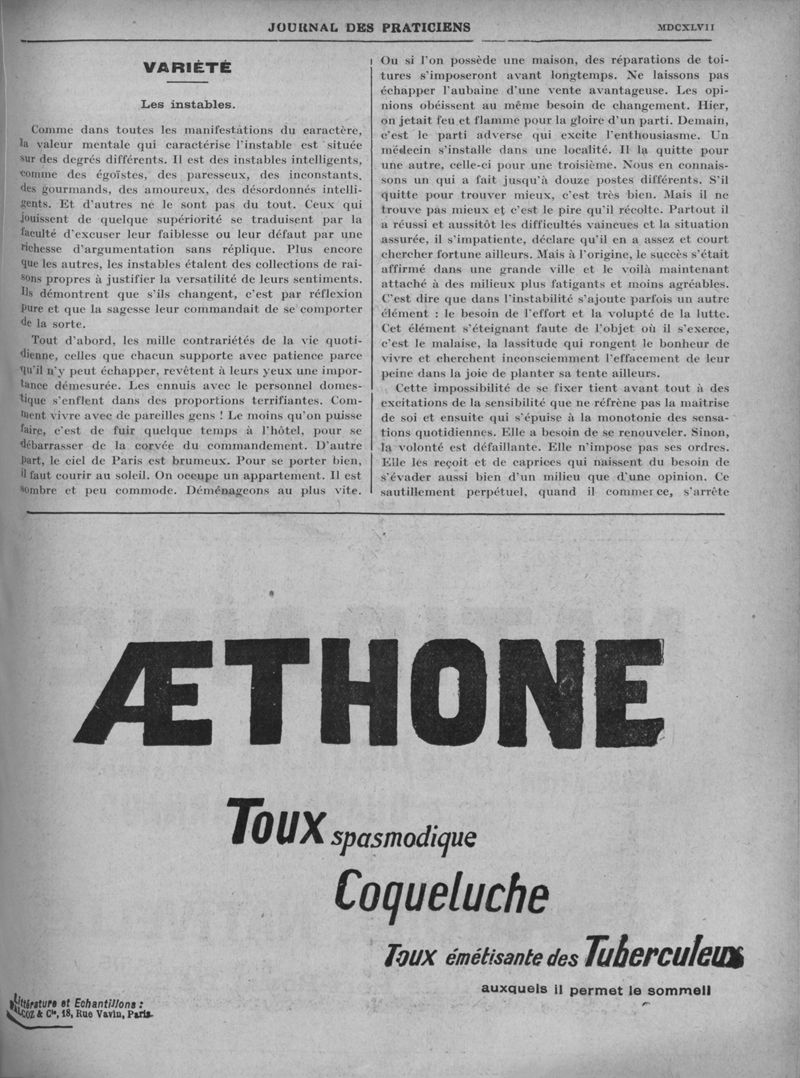 JOURNAL DES PRATICIENS
MDCXLVII
VARIÉTÉ
Les instables.
Comme dans toutes les manifestations du caractère,
la valeur mentale qui caractérise l'instable est située
sur des degrés différents. Il est des instables intelligents,
comme des égoïstes, des paresseux, des inconstants,
des gourmands, des amoureux, des désordonnés intelli-
gents. Et d'autres ne le sont pas du tout. Ceux qui
jouissent de quelque supériorité se traduisent par la
faculté d'excuser leur faiblesse ou leur défaut par une
richesse d'argumentation sans réplique. Plus encore
que les autres, les instables étalent des collections de rai-
sons propres à justifier la versatilité de leurs sentiments.
Ils démontrent que s'ils changent, c'est par réflexion
pure et que la sagesse leur commandait de se comporter
de la sorte.
Tout d'abord, les mille contrariétés de la vie quoti-
dienne, celles que chacun supporte avec patience parce
qu'il n'y peut échapper, revêtent à leurs yeux une impor-
tance démesurée. Les ennuis avec le personnel domes-
tique s'enflent dans des proportions terrifiantes. Com-
ment vivre avec de pareilles gens ! Le moins qu'on puisse
faire, c'est de fuir quelque temps à l'hôtel, pour se
débarrasser de la corvée du commandement. D'autre
part, le ciel de Paris est brumeux. Pour se porter bien,
il faut courir au soleil. On occupe un appartement. Il est
sombre et peu commode. Déménageons au plus vite.
Ou si l'on possède une maison, des réparations de toi-
tures s'imposeront avant longtemps. Ne laissons pas
échapper l'aubaine d'une vente avantageuse. Les opi-
nions obéissent au même besoin de changement. Hier,
on jetait feu et flamme pour la gloire d'un parti. Demain,
c'est le parti adverse qui excite l'enthousiasme. Un
médecin s'installe dans une localité. Il la quitte pour
une autre, celle-ci pour une troisième. Nous en connais-
sons un qui a fait jusqu'à douze postes différents. S'il
quitte pour trouver mieux, c'est très bien. Mais il ne
trouve pas mieux et c'est le pire qu'il récolte. Partout il
a réussi et aussitôt les difficultés vaincues et la situation
assurée, il s'impatiente, déclare qu'il en a assez et court
chercher fortune ailleurs. Mais à l'origine, le succès s'était
affirmé dans une grande ville et le voilà maintenant
attaché à des milieux plus fatigants et moins agréables.
C'est dire que dans l'instabilité s'ajoute parfois un autre
élément : le besoin de l'effort et la volupté de la lutte.
Cet élément s'éteignant faute de l'objet où il s'exerce,
c'est le malaise, la lassitude qui rongent le bonheur de
vivre et cherchent inconsciemment l'effacement de leur
peine dans la joie de planter sa tente ailleurs.
Cette impossibilité de se fixer tient avant tout à des
excitations de la sensibilité que ne réfrène pas la maitrise
de soi et ensuite qui s'épuise à la monotonie des sensa-
tions quotidiennes. Elle a besoin de se renouveler. Sinon,
la volonté est défaillante. Elle n'impose pas ses ordres.
Elle les reçoit et de caprices qui naissent du besoin de
s'évader aussi bien d'un milieu que d'une opinion. Ce
sautillement perpétuel, quand il commerce, s'arrête
ÆTHONE
Toux spasmodique
Coqueluche
Toux émétisante des Tuberculeux
auxquels il permet le sommeil
Littérature et Echantillons :
& Cie, 18, Rue Vavin, Paris.